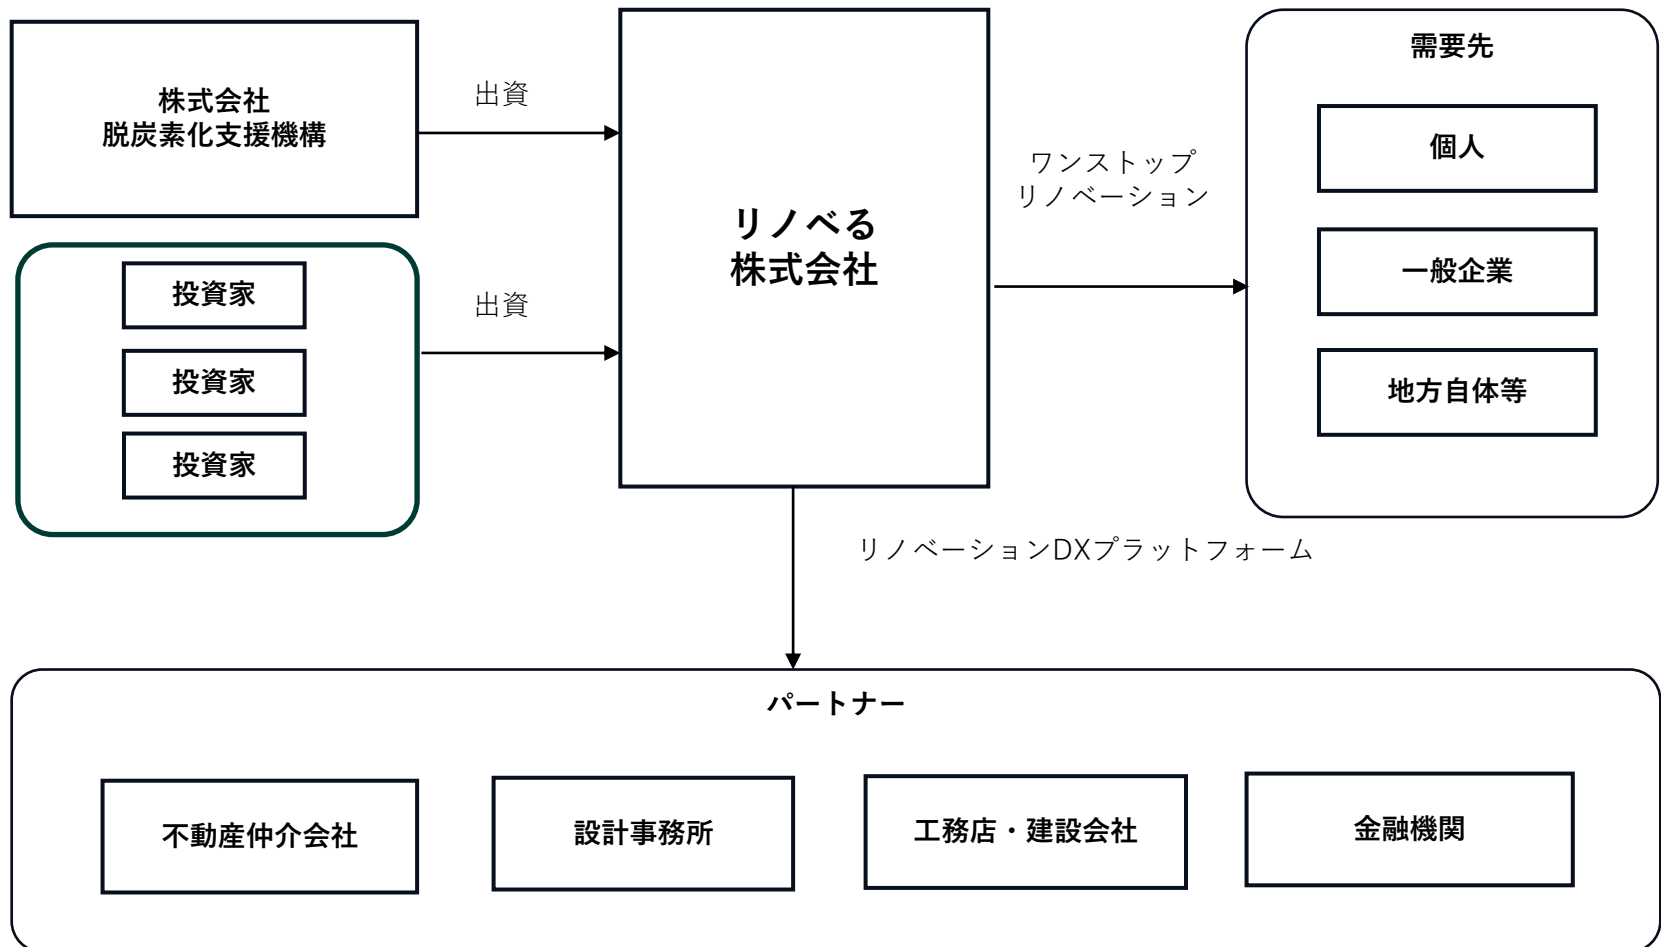 株式会社
脱炭素化支援機構
出資
投資家
投資家
投資家
出資
リノベる
株式会社
ワンストップ
リノベーション
需要先
個人
一般企業
地方自体等
リノベーションDXプラットフォーム
パートナー
不動産仲介会社
設計事務所
工務店・建設会社
金融機関